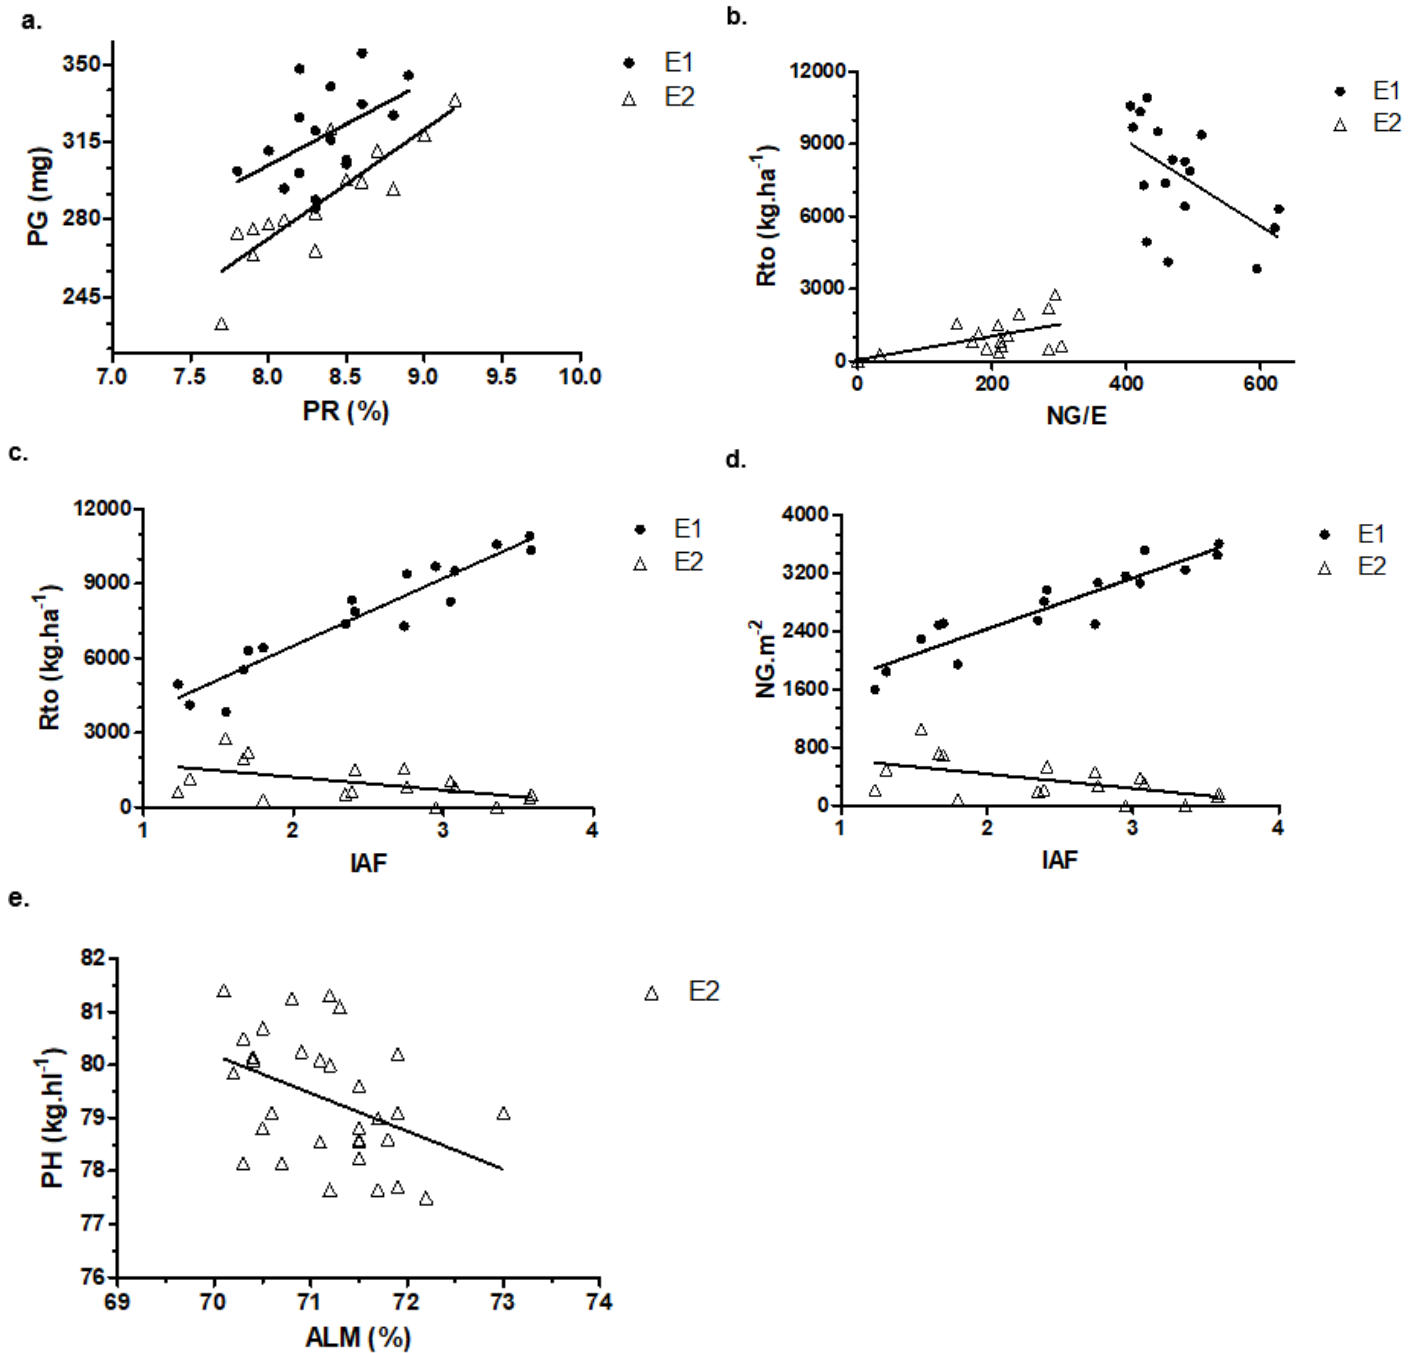 a.
350
315
280
245
PG (mg)
7.0 7.5 8.0 8.5 9.0 9.5 10.0
PR (%)
E1
E2
b.
12000
9000
6000
3000
0
Rto (kg.ha⁻¹)
0 200 400 600
NG/E
E1
E2
c.
12000
9000
6000
3000
0
Rto (kg.ha⁻¹)
1 2 3 4
IAF
E1
E2
d.
4000
3200
2400
1600
800
0
NG.m⁻²
1 2 3 4
IAF
E1
E2
e.
82
81
80
79
78
77
76
PH (kg.hl⁻¹)
69 70 71 72 73 74
ALM (%)
E2